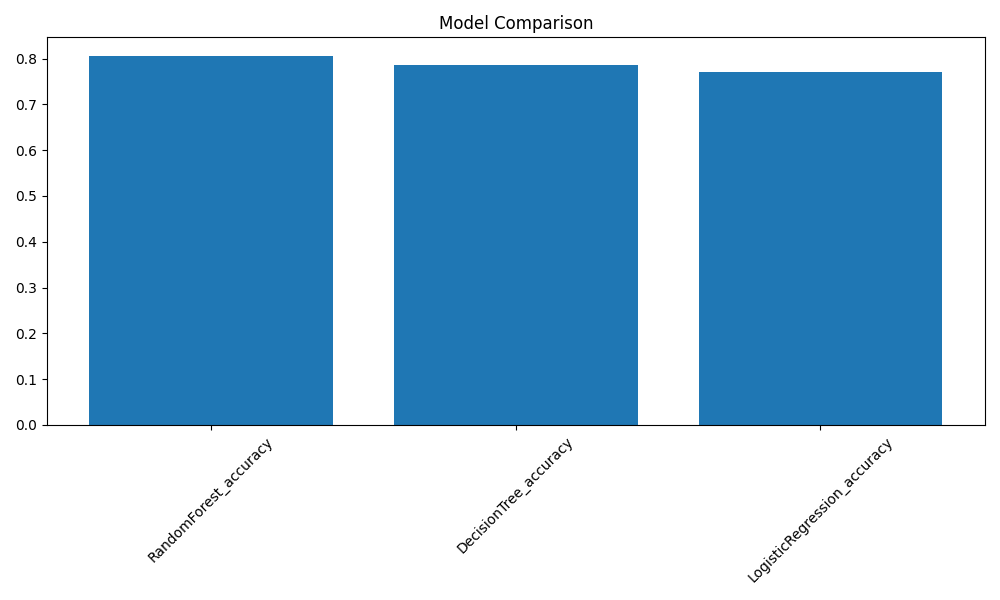 Model Comparison
0.8
0.7
0.6
0.5
0.4
0.3
0.2
0.1
0.0
RandomForest_accuracy
DecisionTree_accuracy
LogisticRegression_accuracy